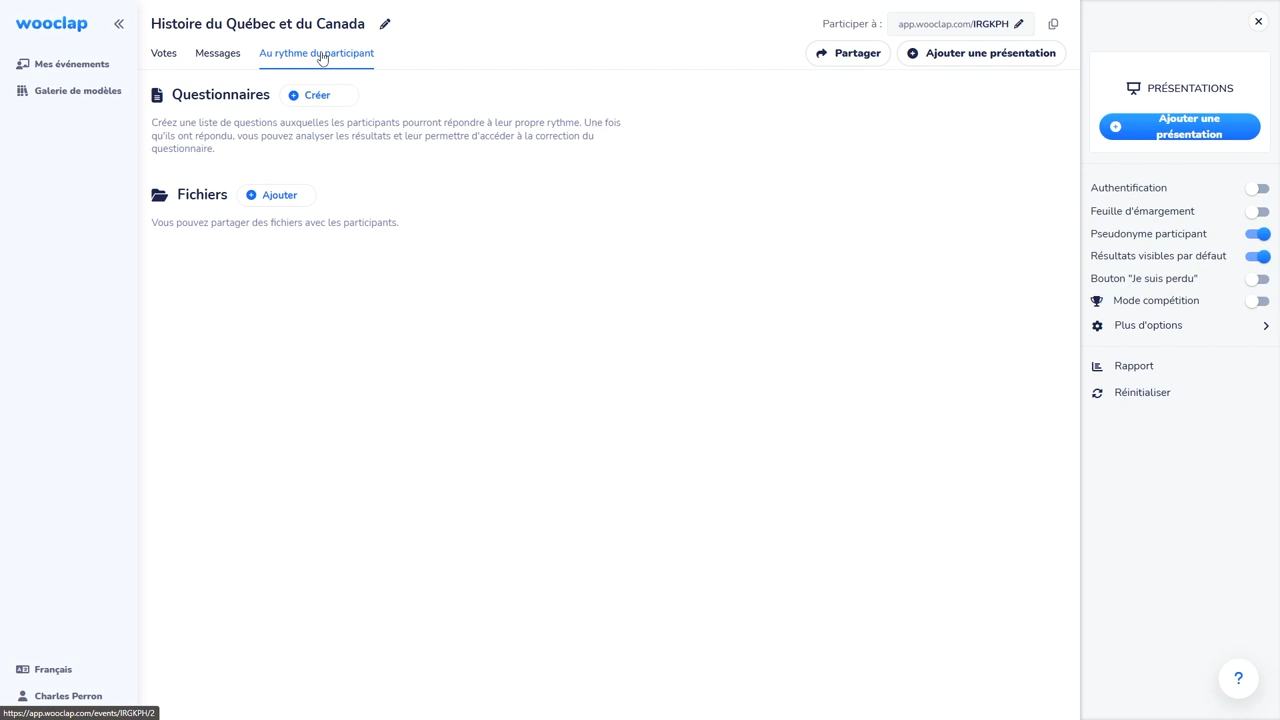 wooclap
Mes événements
Galerie de modèles
Français
Charles Perron
https://app.wooclap.com/events/IRGKPH/2
Histoire du Québec et du Canada
Participer à :
app.wooclap.com/IRGKPH
Votes
Messages
Au rythme du participant
Partager
Ajouter une présentation
Questionnaires
Créer
Créez une liste de questions auxquelles les participants pourront répondre à leur propre rythme. Une fois
qu'ils ont répondu, vous pouvez analyser les résultats et leur permettre d'accéder à la correction du
questionnaire.
Fichiers
Ajouter
Vous pouvez partager des fichiers avec les participants.
PRÉSENTATIONS
Ajouter une
présentation
Authentification
Feuille d'émargement
Pseudonyme participant
Résultats visibles par défaut
Bouton "Je suis perdu"
Mode compétition
Plus d'options
Rapport
Réinitialiser
?